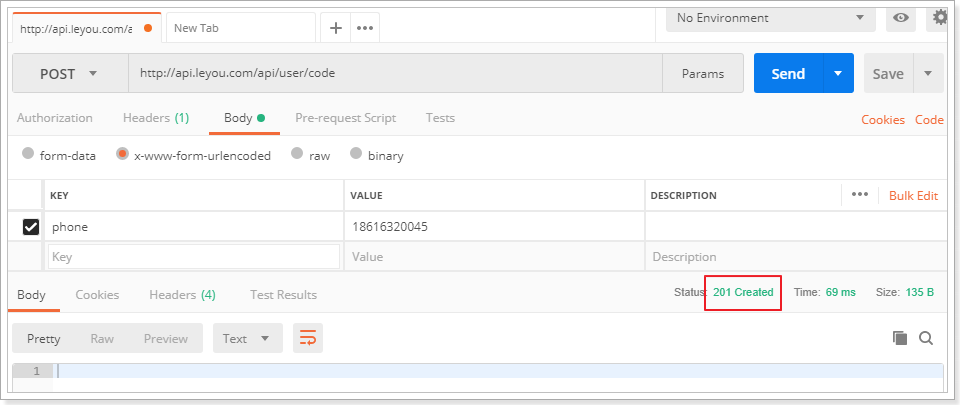 http://api.leyou.com/a New Tab No Environment
POST http://api.leyou.com/api/user/code Params Send Save
Authorization Headers (1) Body Pre-request Script Tests Cookies Code
form-data x-www-form-urlencoded raw binary
KEY VALUE DESCRIPTION Bulk Edit
phone 18616320045
Key Value Description
Body Cookies Headers (4) Test Results Status: 201 Created Time: 69 ms Size: 135 B
Pretty Raw Preview Text
1